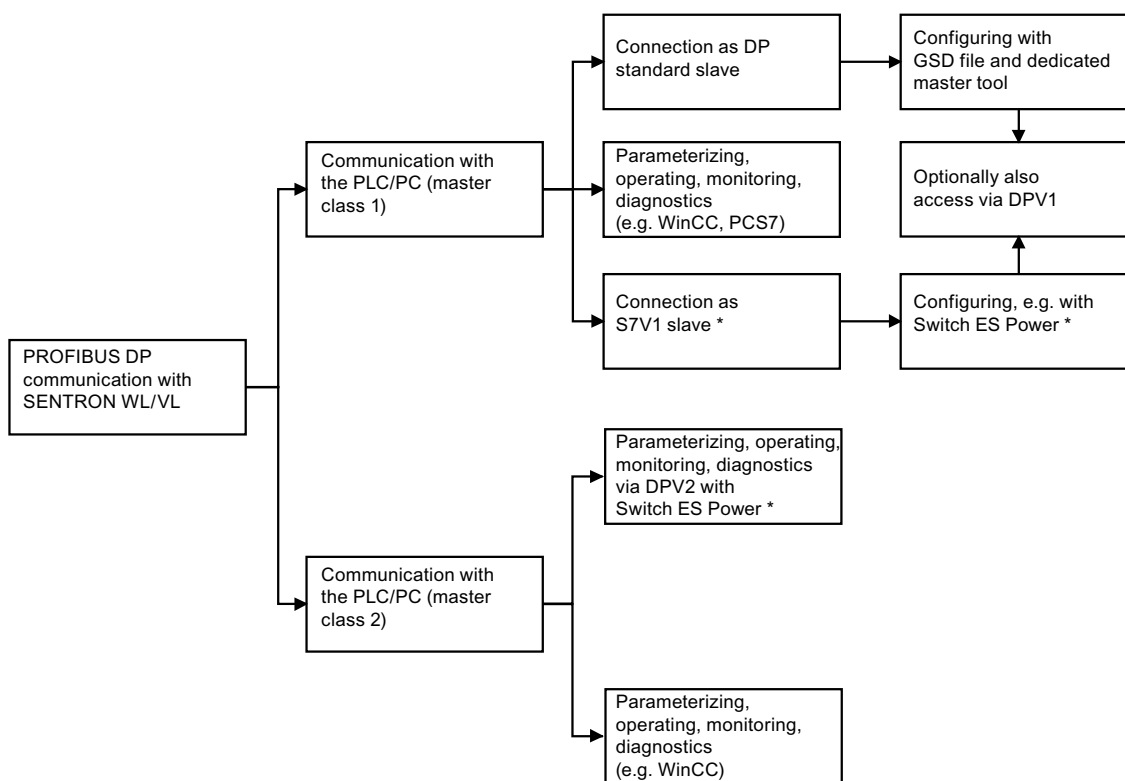 Connection as DP
standard slave
Configuring with
GSD file and dedicated
master tool
Communication with
the PLC/PC (master
class 1)
Parameterizing,
operating, monitoring,
diagnostics
(e.g. WinCC, PCS7)
Optionally also
access via DPV1
Connection as
S7V1 slave *
Configuring, e.g. with
Switch ES Power *
PROFIBUS DP
communication with
SENTRON WL/VL
Parameterizing, operating,
monitoring, diagnostics
via DPV2 with
Switch ES Power *
Communication with
the PLC/PC (master
class 2)
Parameterizing,
operating, monitoring,
diagnostics
(e.g. WinCC)